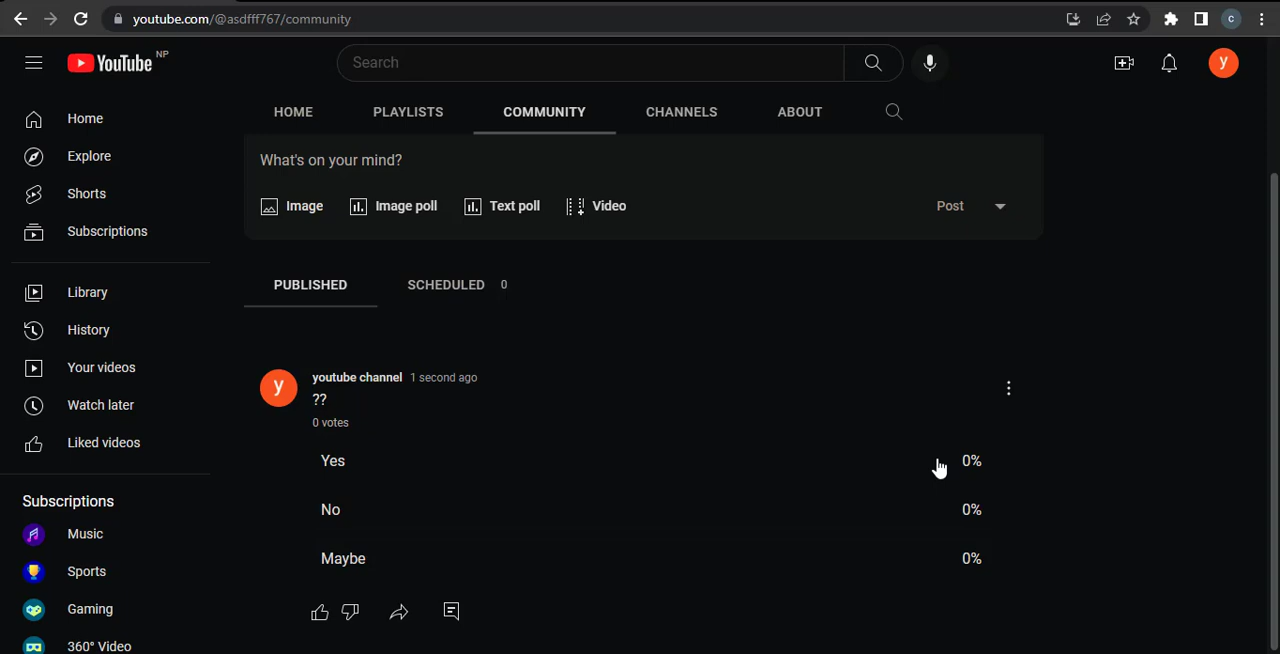 youtube.com/@asdfff767/community
C
YouTube NP
Search
y
HOME PLAYLISTS COMMUNITY CHANNELS ABOUT
What's on your mind?
Image Image poll Text poll Video Post
PUBLISHED SCHEDULED 0
y
youtube channel 1 second ago
??
0 votes
Yes 0%
No 0%
Maybe 0%
Home
Explore
Shorts
Subscriptions
Library
History
Your videos
Watch later
Liked videos
Subscriptions
Music
Sports
Gaming
360° Video